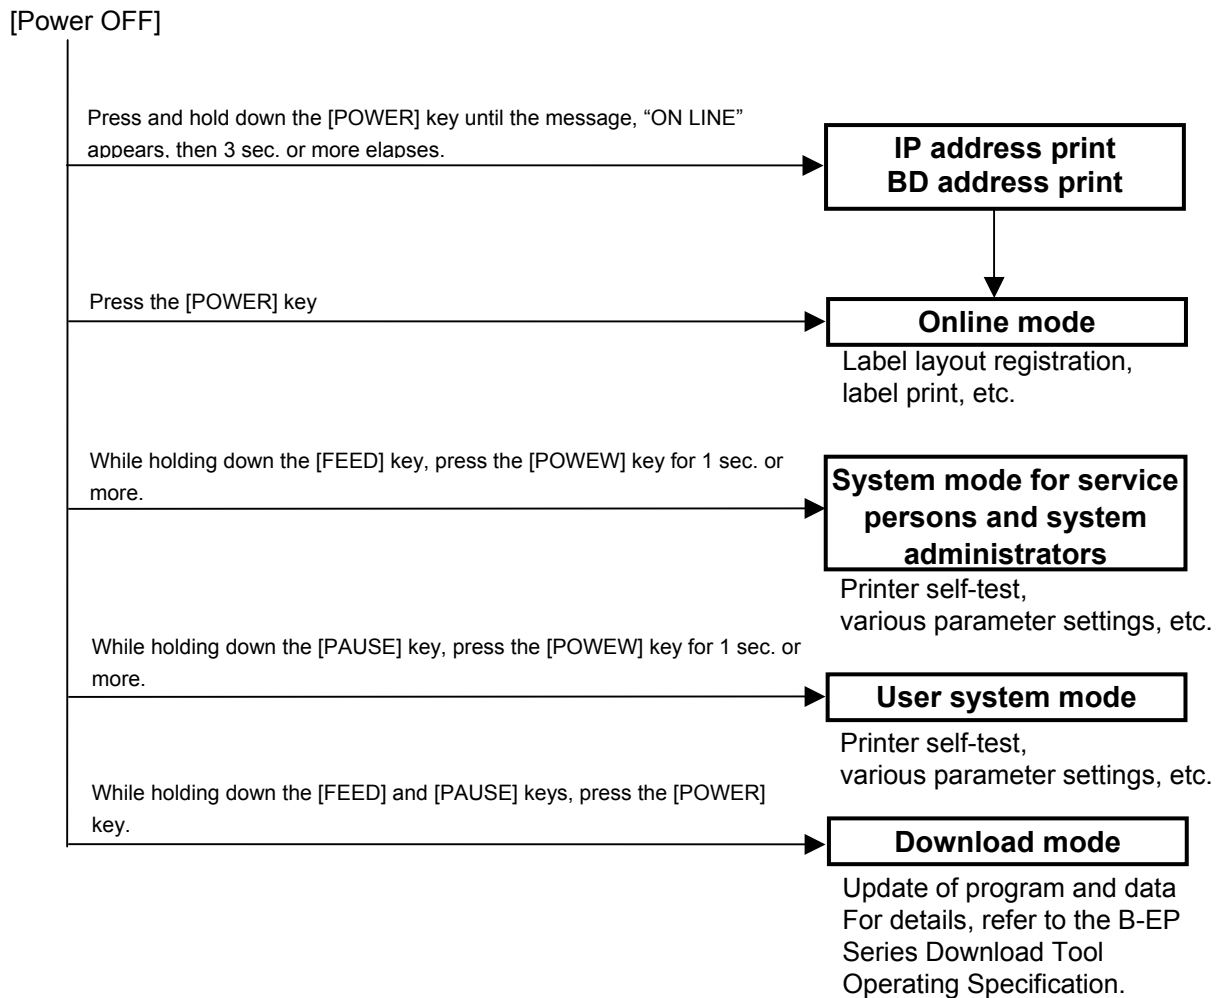 [Power OFF]
Press and hold down the [POWER] key until the message, “ON LINE”
appears, then 3 sec. or more elapses.
IP address print
BD address print
Press the [POWER] key
Online mode
Label layout registration,
label print, etc.
While holding down the [FEED] key, press the [POWEW] key for 1 sec. or
more.
System mode for service
persons and system
administrators
Printer self-test,
various parameter settings, etc.
While holding down the [PAUSE] key, press the [POWEW] key for 1 sec. or
more.
User system mode
Printer self-test,
various parameter settings, etc.
While holding down the [FEED] and [PAUSE] keys, press the [POWER]
key.
Download mode
Update of program and data
For details, refer to the B-EP
Series Download Tool
Operating Specification.